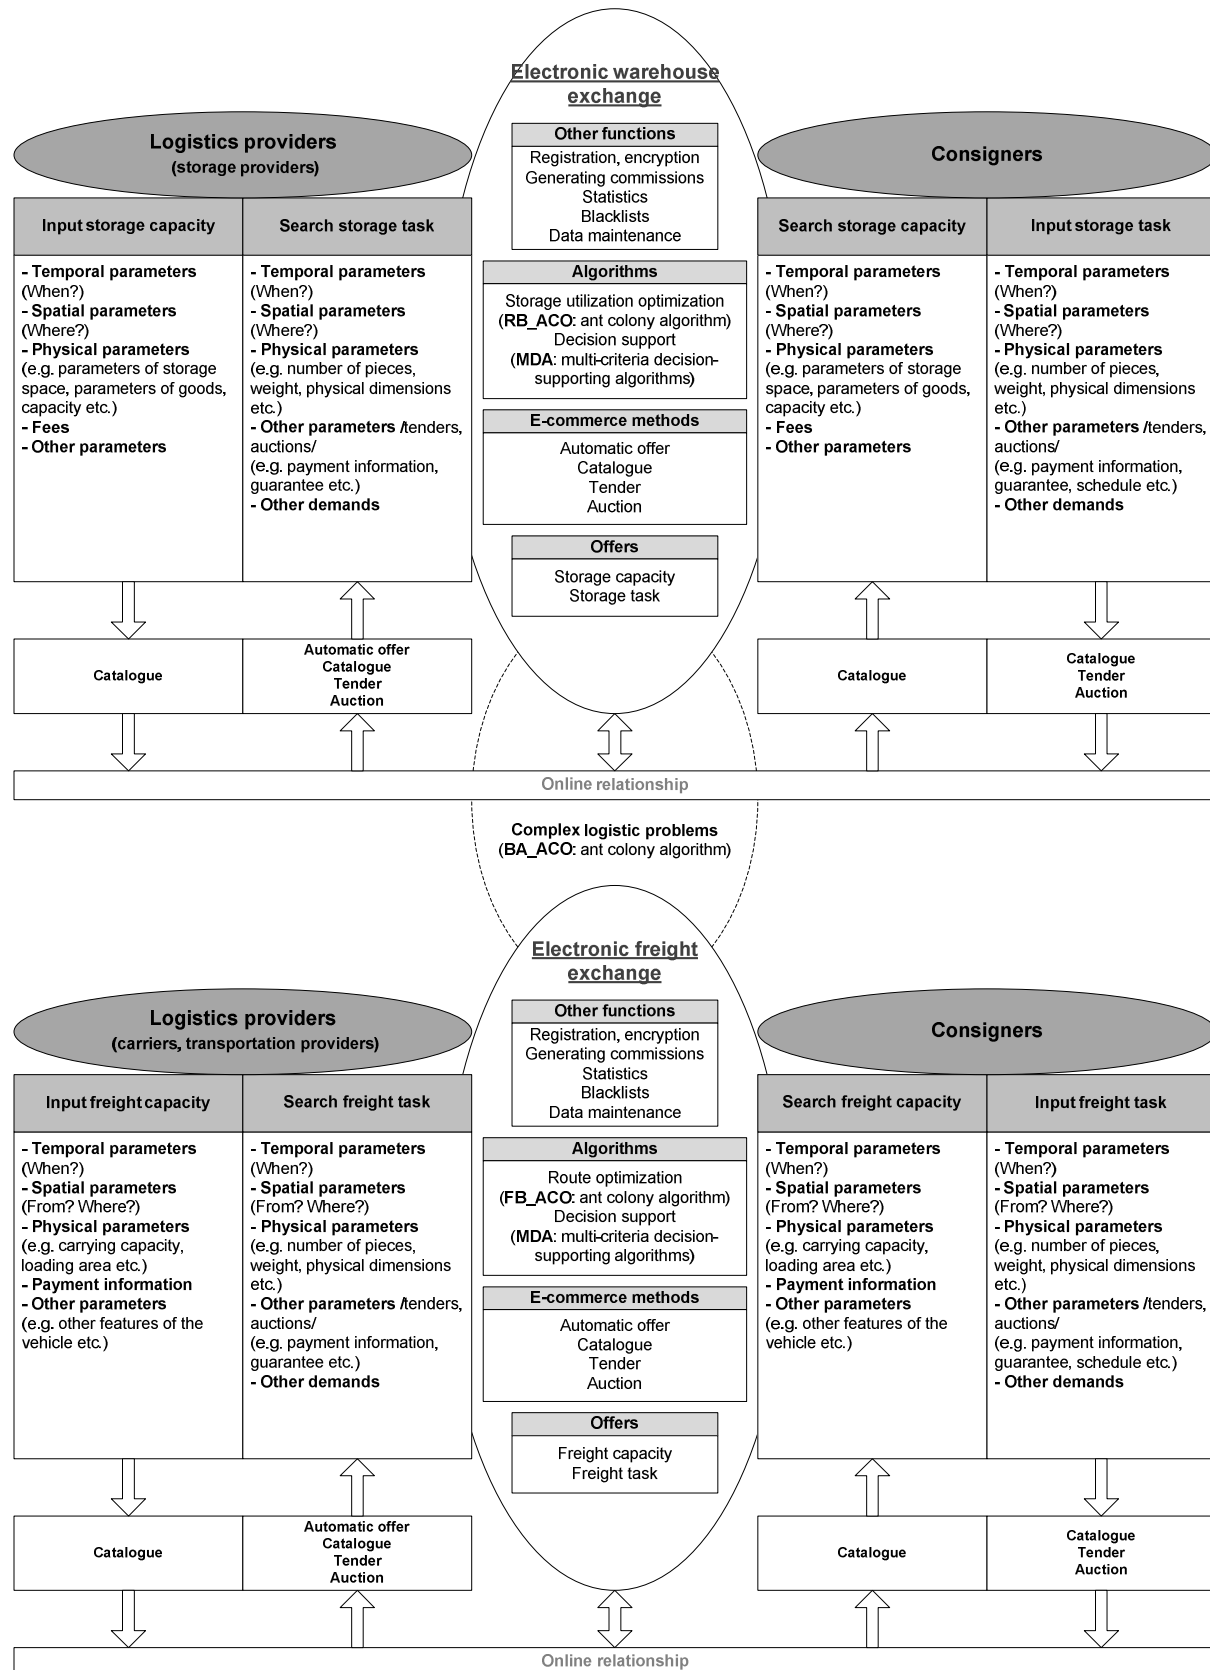 Electronic warehouse
exchange
Logistics providers
(storage providers)
Input storage capacity
Search storage task
- Temporal parameters
(When?)
- Spatial parameters
(Where?)
- Physical parameters
(e.g. parameters of storage
space, parameters of goods,
capacity etc.)
- Fees
- Other parameters
- Temporal parameters
(When?)
- Spatial parameters
(Where?)
- Physical parameters
(e.g. number of pieces,
weight, physical dimensions
etc.)
- Other parameters /tenders,
auctions/
(e.g. payment information,
guarantee etc.)
- Other demands
Catalogue
Automatic offer
Catalogue
Tender
Auction
Other functions
Registration, encryption
Generating commissions
Statistics
Blacklists
Data maintenance
Algorithms
Storage utilization optimization
(RB_ACO: ant colony algorithm)
Decision support
(MDA: multi-criteria decision-
supporting algorithms)
E-commerce methods
Automatic offer
Catalogue
Tender
Auction
Offers
Storage capacity
Storage task
Consigners
Search storage capacity
Input storage task
- Temporal parameters
(When?)
- Spatial parameters
(Where?)
- Physical parameters
(e.g. parameters of storage
space, parameters of goods,
capacity etc.)
- Fees
- Other parameters
- Temporal parameters
(When?)
- Spatial parameters
(Where?)
- Physical parameters
(e.g. number of pieces,
weight, physical dimensions
etc.)
- Other parameters /tenders,
auctions/
(e.g. payment information,
guarantee, schedule etc.)
- Other demands
Catalogue
Catalogue
Tender
Auction
Online relationship
Complex logistic problems
(BA_ACO: ant colony algorithm)
Electronic freight
exchange
Logistics providers
(carriers, transportation providers)
Input freight capacity
Search freight task
- Temporal parameters
(When?)
- Spatial parameters
(From? Where?)
- Physical parameters
(e.g. carrying capacity,
loading area etc.)
- Payment information
- Other parameters
(e.g. other features of the
vehicle etc.)
- Temporal parameters
(When?)
- Spatial parameters
(From? Where?)
- Physical parameters
(e.g. number of pieces,
weight, physical dimensions
etc.)
- Other parameters /tenders,
auctions/
(e.g. payment information,
guarantee etc.)
- Other demands
Catalogue
Automatic offer
Catalogue
Tender
Auction
Other functions
Registration, encryption
Generating commissions
Statistics
Blacklists
Data maintenance
Algorithms
Route optimization
(FB_ACO: ant colony algorithm)
Decision support
(MDA: multi-criteria decision-
supporting algorithms)
E-commerce methods
Automatic offer
Catalogue
Tender
Auction
Offers
Freight capacity
Freight task
Consigners
Search freight capacity
Input freight task
- Temporal parameters
(When?)
- Spatial parameters
(From? Where?)
- Physical parameters
(e.g. carrying capacity,
loading area etc.)
- Payment information
- Other parameters
(e.g. other features of the
vehicle etc.)
- Temporal parameters
(When?)
- Spatial parameters
(From? Where?)
- Physical parameters
(e.g. number of pieces,
weight, physical dimensions
etc.)
- Other parameters /tenders,
auctions/
(e.g. payment information,
guarantee, schedule etc.)
- Other demands
Catalogue
Catalogue
Tender
Auction
Online relationship